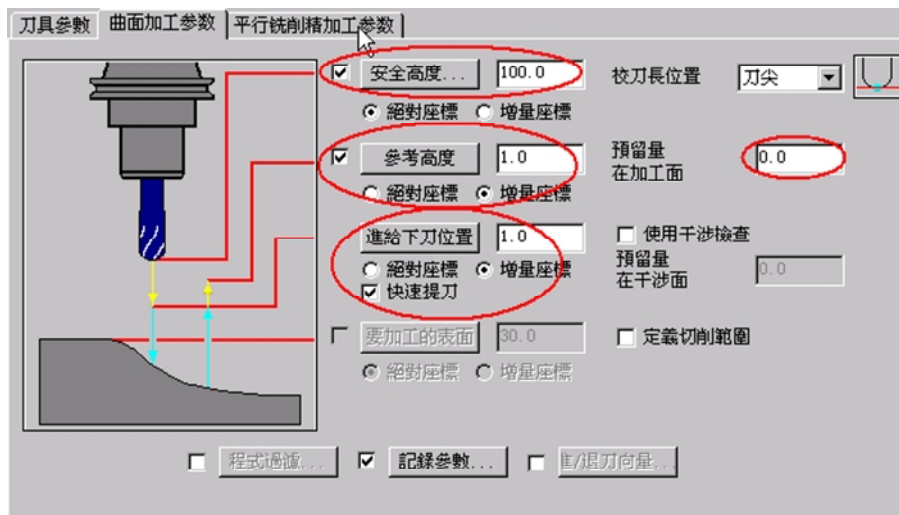 刀具參數 曲面加工参数 平行铣削精加工参数
安全高度... 100.0 校刀長位置 刀尖
絕對座標 增量座標
參考高度 1.0 預留量
在加工面 0.0
絕對座標 增量座標
進給下刀位置 1.0 使用干涉檢查
絕對座標 增量座標 預留量
在干涉面 0.0
快速提刀
要加工的表面 30.0 定義切削範圍
絕對座標 增量座標
程式過濾... 記錄參數... 進/退刀向量...